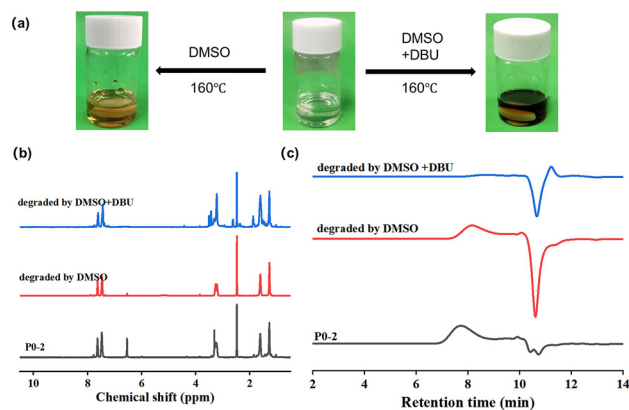 (a)
DMSO
160℃
DMSO
+DBU
160℃
(b)
degraded by DMSO+DBU
degraded by DMSO
P0-2
10 8 6 4 2
Chemical shift (ppm)
(c)
degraded by DMSO +DBU
degraded by DMSO
P0-2
2 4 6 8 10 12 14
Retention time (min)